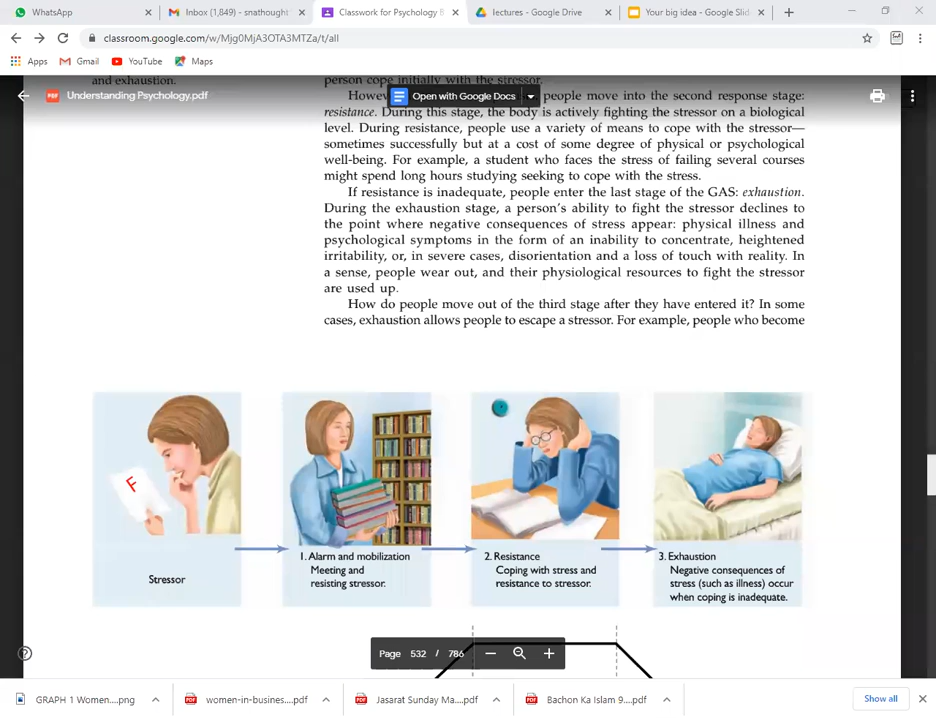 WhatsApp
Inbox (1,849) - snathought
Classwork for Psychology B
lectures - Google Drive
Your big idea - Google Slid
classroom.google.com/w/Mjg0MjA3OTA3MTZa/t/all
Apps
Gmail
YouTube
Maps
and exhaustion.
person cope initially with the stressor.
Understanding Psychology.pdf
Open with Google Docs
Howev people move into the second response stage:
resistance. During this stage, the body is actively fighting the stressor on a biological
level. During resistance, people use a variety of means to cope with the stressor—
sometimes successfully but at a cost of some degree of physical or psychological
well-being. For example, a student who faces the stress of failing several courses
might spend long hours studying seeking to cope with the stress.
If resistance is inadequate, people enter the last stage of the GAS: exhaustion.
During the exhaustion stage, a person's ability to fight the stressor declines to
the point where negative consequences of stress appear: physical illness and
psychological symptoms in the form of an inability to concentrate, heightened
irritability, or, in severe cases, disorientation and a loss of touch with reality. In
a sense, people wear out, and their physiological resources to fight the stressor
are used up.
How do people move out of the third stage after they have entered it? In some
cases, exhaustion allows people to escape a stressor. For example, people who become
F
Stressor
1. Alarm and mobilization
Meeting and
resisting stressor.
2. Resistance
Coping with stress and
resistance to stressor.
3. Exhaustion
Negative consequences of
stress (such as illness) occur
when coping is inadequate.
Page 532 / 786
GRAPH 1 Women....png
women-in-busines....pdf
Jasarat Sunday Ma....pdf
Bachon Ka Islam 9....pdf
Show all